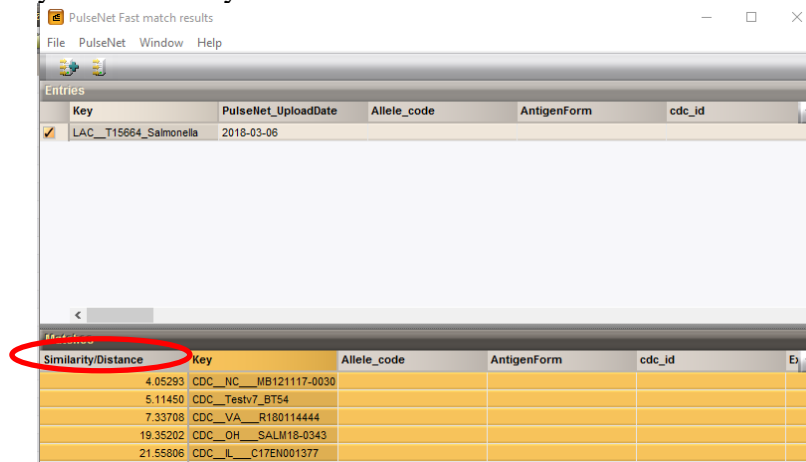 PulseNet Fast match results
File PulseNet Window Help
Entries
Key PulseNet_UploadDate Allele_code AntigenForm cdc_id
LAC__T15664_Salmonella 2018-03-06
Similarity/Distance Key Allele_code AntigenForm cdc_id
4.05293 CDC__NC___MB121117-0030
5.11450 CDC__Testv7_BT54
7.33708 CDC__VA___R180114444
19.35202 CDC__OH___SALM18-0343
21.55806 CDC__IL___C17EN001377